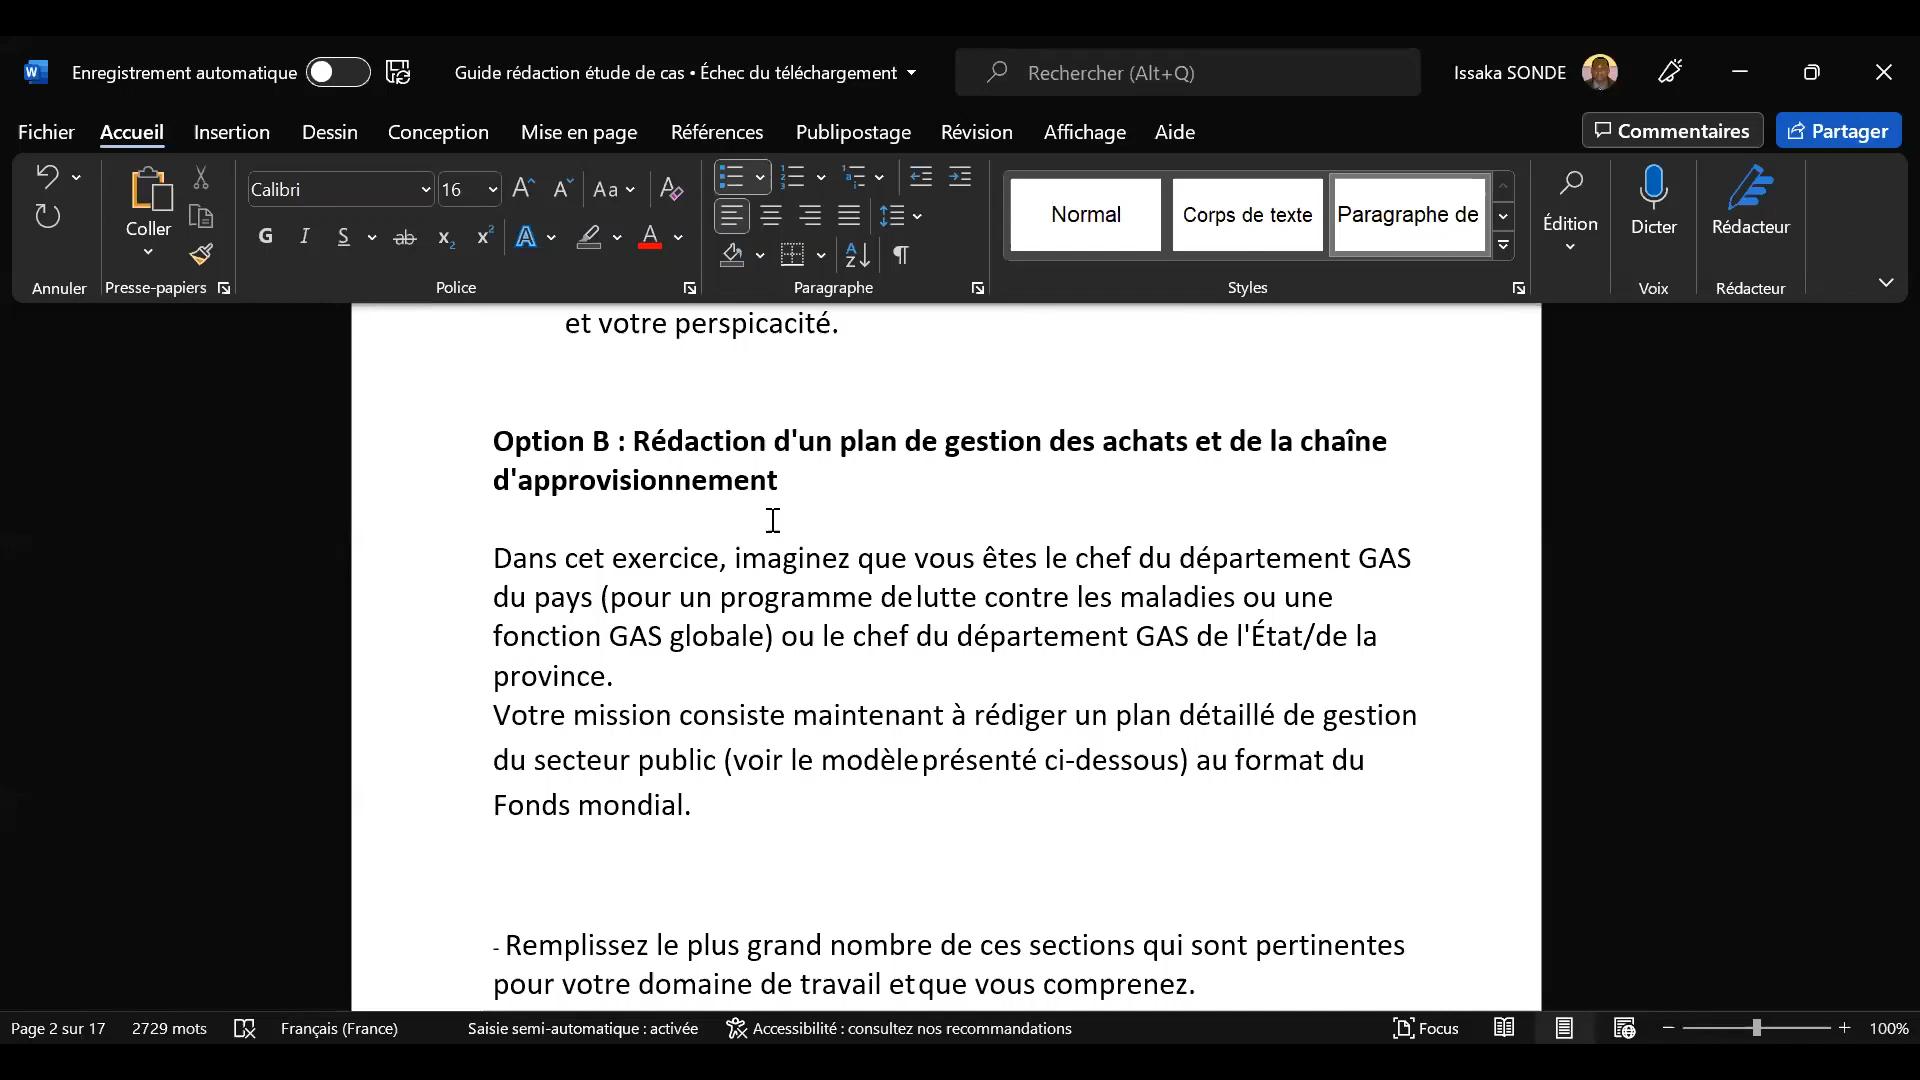 Enregistrement automatique
Guide rédaction étude de cas • Échec du téléchargement
Rechercher (Alt+Q)
Issaka SONDE
Fichier Accueil Insertion Dessin Conception Mise en page Références Publipostage Révision Affichage Aide
Commentaires Partager
Calibri 16
Coller
Normal Corps de texte Paragraphe de
Édition Dicter Rédacteur
Annuler Presse-papiers Police Paragraphe Styles Voix Rédacteur
et votre perspicacité.
Option B : Rédaction d'un plan de gestion des achats et de la chaîne
d'approvisionnement
Dans cet exercice, imaginez que vous êtes le chef du département GAS
du pays (pour un programme de lutte contre les maladies ou une
fonction GAS globale) ou le chef du département GAS de l'État/de la
province.
Votre mission consiste maintenant à rédiger un plan détaillé de gestion
du secteur public (voir le modèle présenté ci-dessous) au format du
Fonds mondial.
- Remplissez le plus grand nombre de ces sections qui sont pertinentes
pour votre domaine de travail et que vous comprenez.
Page 2 sur 17 2729 mots Français (France) Saisie semi-automatique : activée Accessibilité : consultez nos recommandations Focus 100%